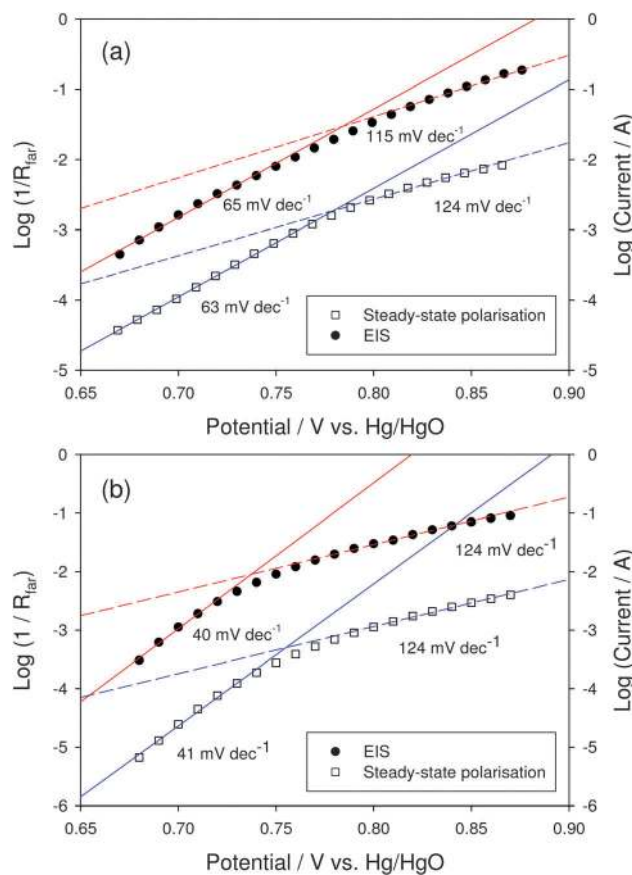 (a)
0
-1
-2
-3
-4
-5
Log (1/R_far)
0
-1
-2
-3
-4
-5
Log (Current / A)
115 mV dec⁻¹
65 mV dec⁻¹
124 mV dec⁻¹
63 mV dec⁻¹
Steady-state polarisation
EIS
0.65 0.70 0.75 0.80 0.85 0.90
Potential / V vs. Hg/HgO
(b)
0
-1
-2
-3
-4
-5
-6
Log (1 / R_far)
0
-1
-2
-3
-4
-5
-6
Log (Current / A)
124 mV dec⁻¹
40 mV dec⁻¹
124 mV dec⁻¹
41 mV dec⁻¹
EIS
Steady-state polarisation
0.65 0.70 0.75 0.80 0.85 0.90
Potential / V vs. Hg/HgO